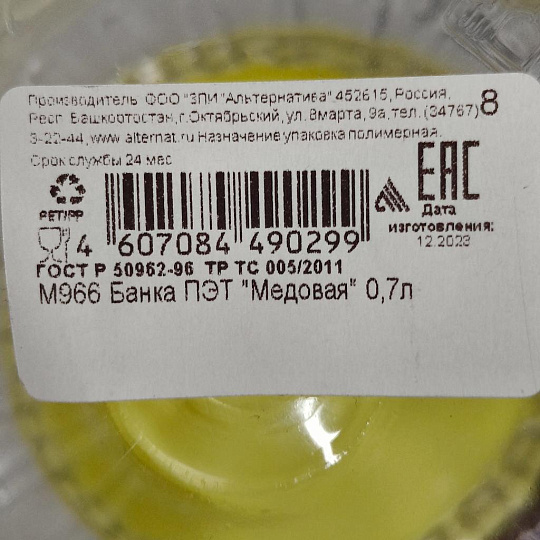 Производитель ООО "ЗПИ "Альтернатива" 452615, Россия,
Респ. Башкортостан, г.Октябрьский, ул. 8марта, 9а, тел. (34767) 8
3-22-44, www.alternat.ru Назначение упаковка полимерная.
Срок службы 24 мес
EAC
PET/PP
Дата
изготовления:
12.2023
4 607084 490299
ГОСТ Р 50962-96 ТР ТС 005/2011
М966 Банка ПЭТ "Медовая" 0,7л